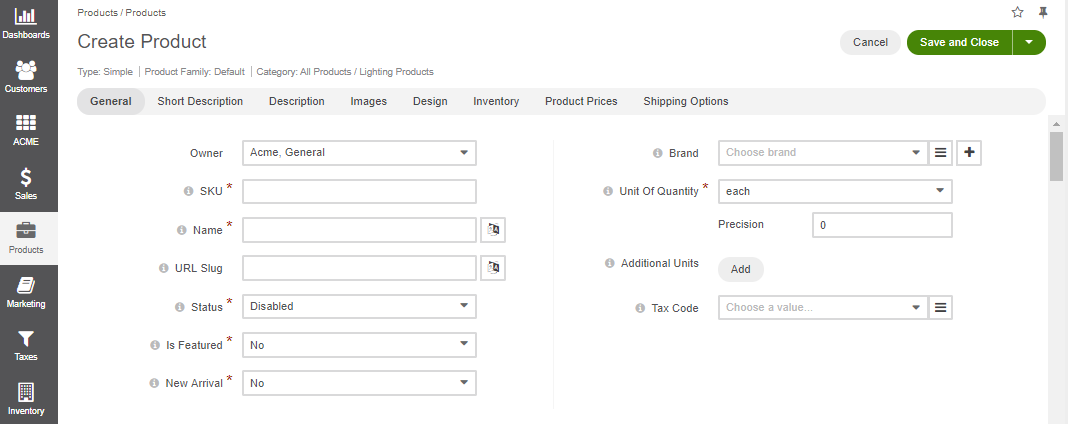 Dashboards
Customers
ACME
Sales
Products
Marketing
Taxes
Inventory
Products / Products
Create Product
Cancel
Save and Close
Type: Simple | Product Family: Default | Category: All Products / Lighting Products
General Short Description Description Images Design Inventory Product Prices Shipping Options
Owner Acme, General
SKU *
Name *
URL Slug
Status * Disabled
Is Featured * No
New Arrival * No
Brand Choose brand
Unit Of Quantity * each
Precision 0
Additional Units Add
Tax Code Choose a value...